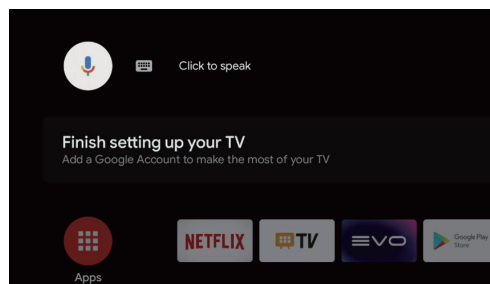 Click to speak
Finish setting up your TV
Add a Google Account to make the most of your TV
NETFLIX
TV
EVO
Google Play
Store
Apps